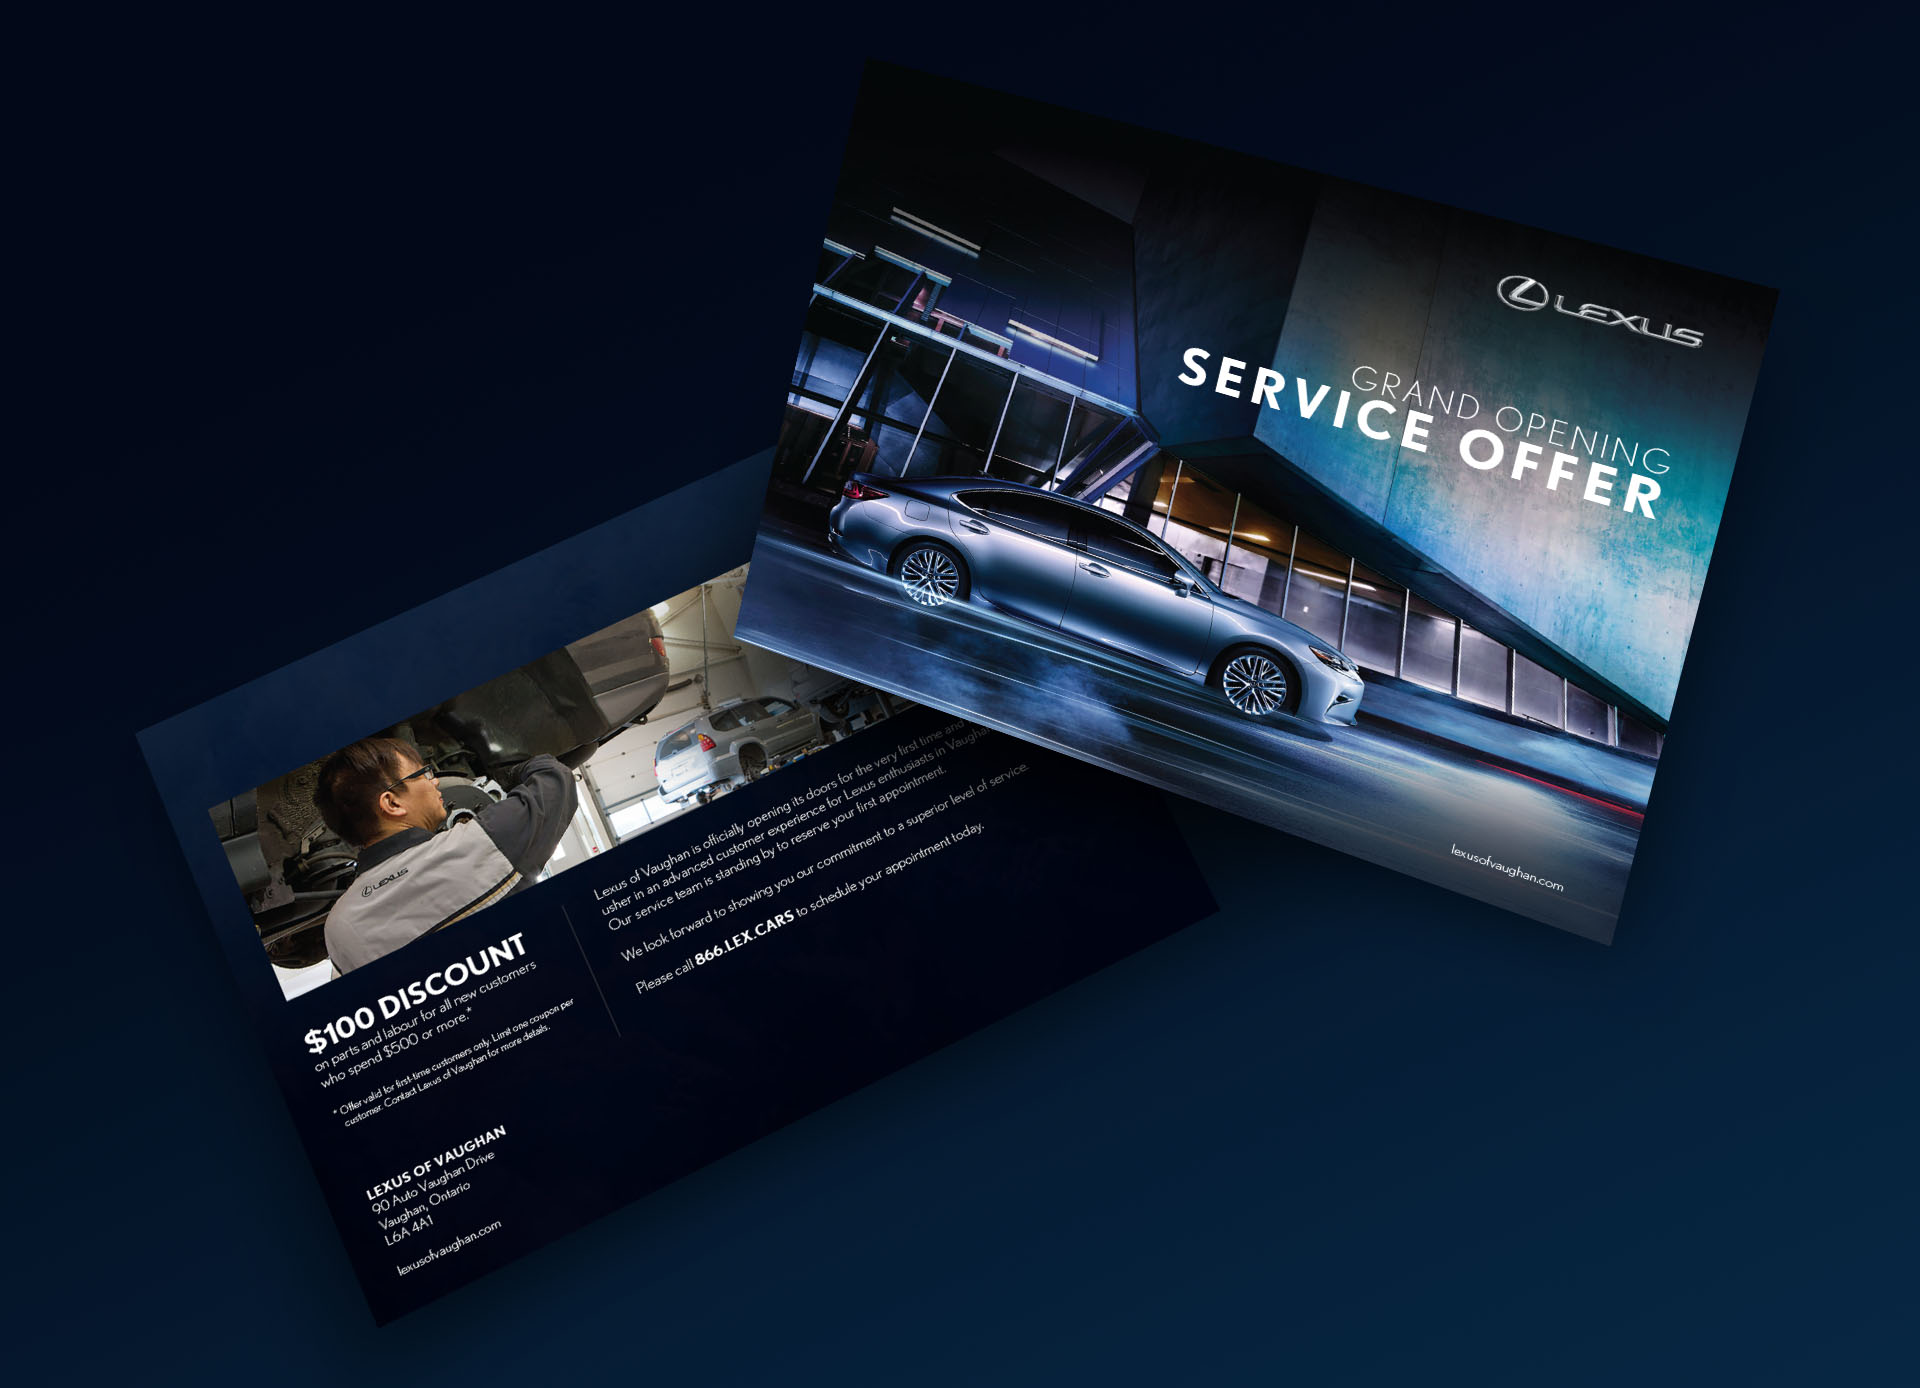 LEXUS
GRAND OPENING
SERVICE OFFER
lexusofvaughan.com
LEXUS
$100 DISCOUNT
on parts and labour for all new customers
who spend $500 or more.*
* Offer valid for first-time customers only. Limit one coupon per
customer. Contact Lexus of Vaughan for more details.
LEXUS OF VAUGHAN
90 Auto Vaughan Drive
Vaughan, Ontario
L6A 4A1
lexusofvaughan.com
Lexus of Vaughan is officially opening its doors for the very first time and
usher in an advanced customer experience for Lexus enthusiasts in Vaughan
Our service team is standing by to reserve your first appointment.
We look forward to showing you our commitment to a superior level of service.
Please call 866.LEX.CARS to schedule your appointment today.